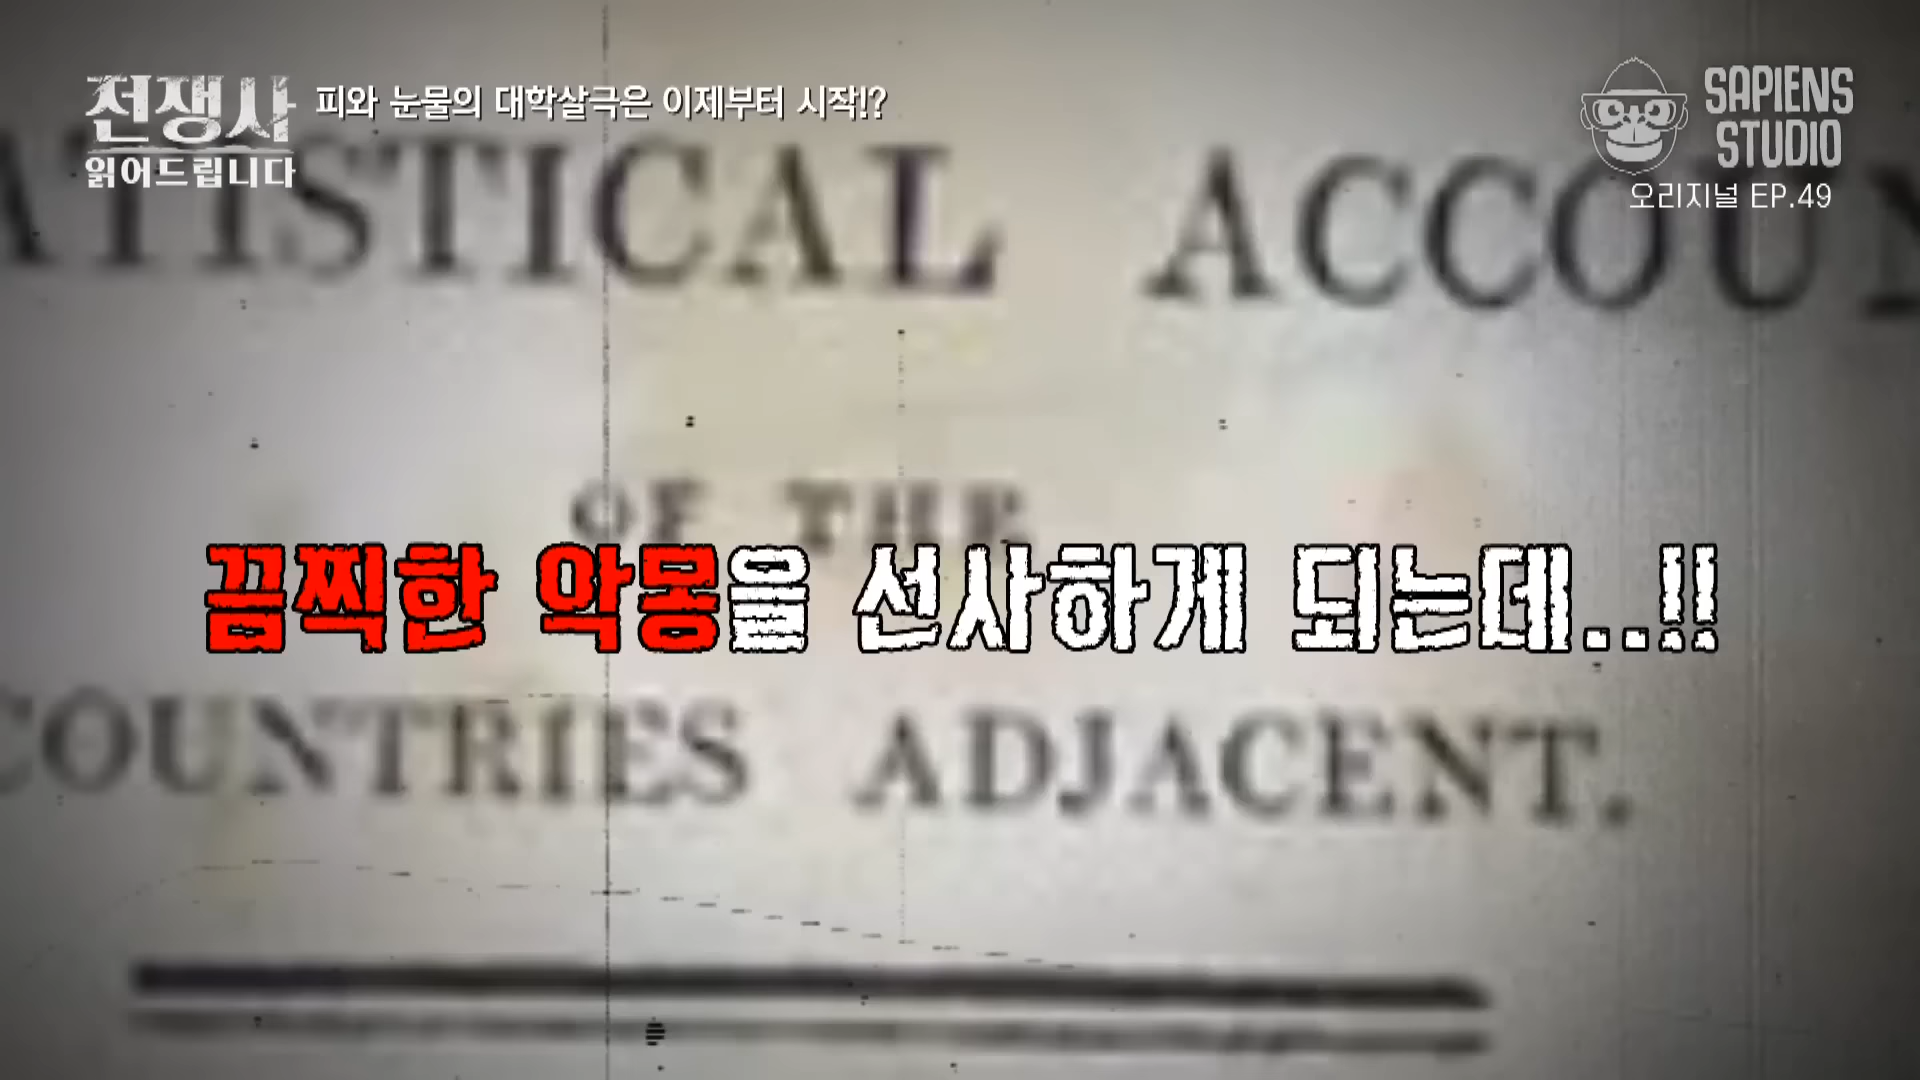 전쟁사
읽어드립니다
피와 눈물의 대학살극은 이제부터 시작!?
SAPIENS
STUDIO
오리지널 EP.49
ATISTICAL ACCOUN
OF THE
끔찍한 악몽을 선사하게 되는데..!!
COUNTRIES ADJACENT.